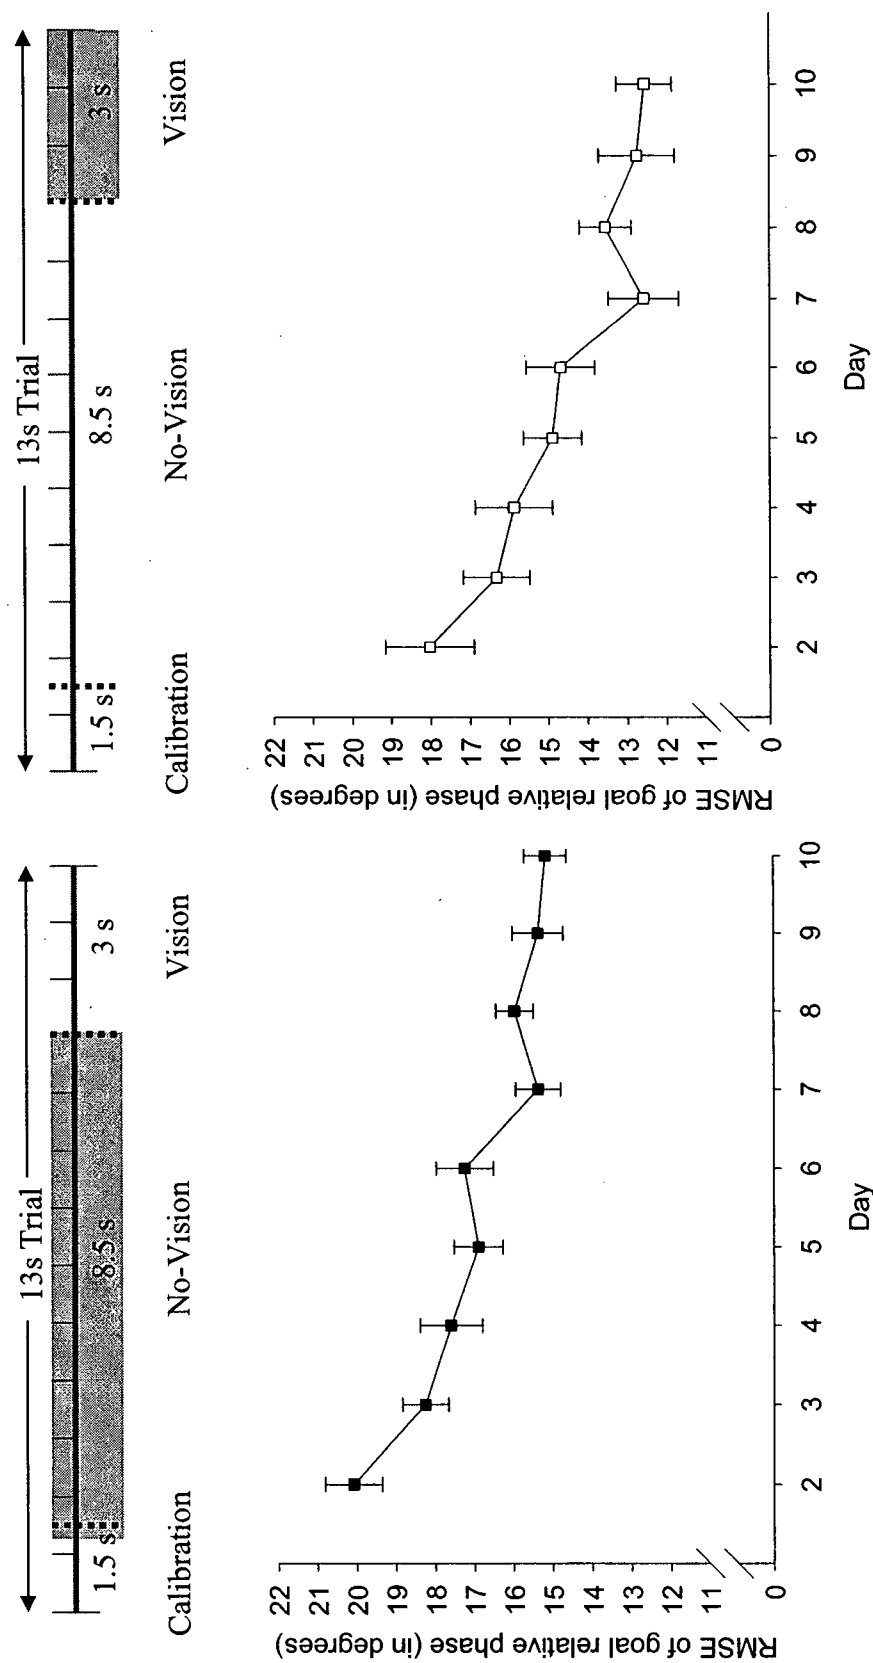 13s Trial
1.5 s
8.5 s
3 s
Calibration
No-Vision
Vision
RMSE of goal relative phase (in degrees)
22
21
20
19
18
17
16
15
14
13
12
11
0
2
3
4
5
6
7
8
9
10
Day
13s Trial
1.5 s
8.5 s
3 s
Calibration
No-Vision
Vision
RMSE of goal relative phase (in degrees)
22
21
20
19
18
17
16
15
14
13
12
11
0
2
3
4
5
6
7
8
9
10
Day